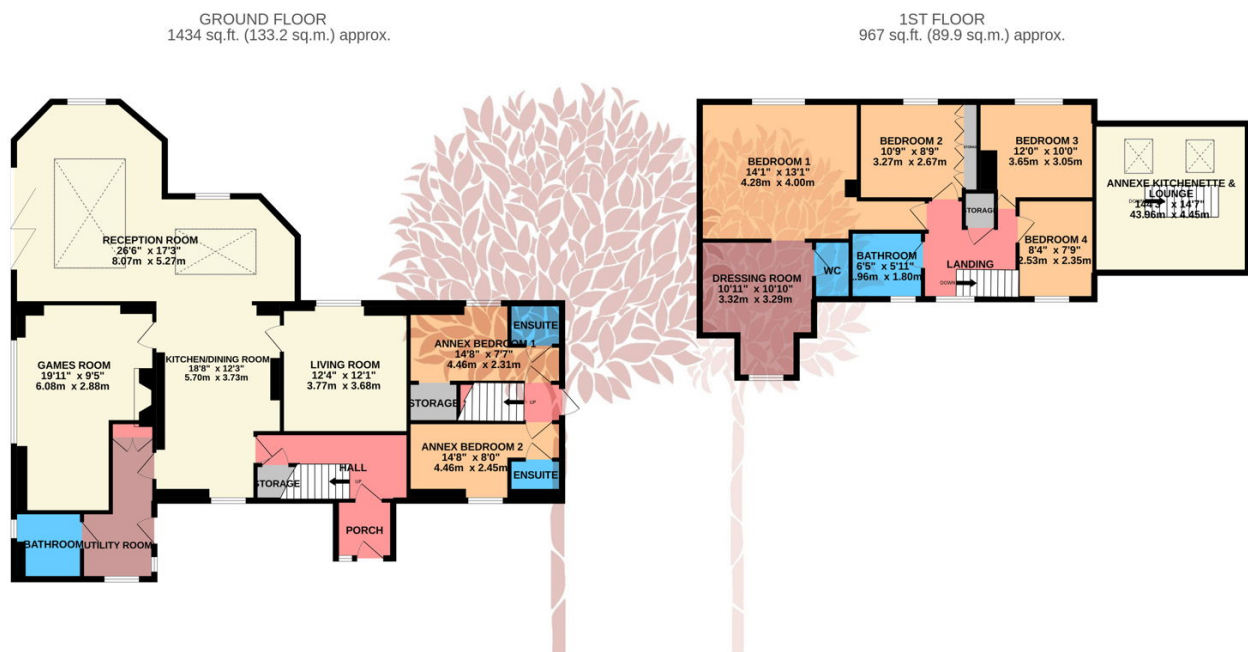 GROUND FLOOR
1434 sq.ft. (133.2 sq.m.) approx.
1ST FLOOR
967 sq.ft. (89.9 sq.m.) approx.
RECEPTION ROOM
26'6" x 17'3"
8.07m x 5.27m
GAMES ROOM
19'11" x 9'5"
6.08m x 2.88m
KITCHEN/DINING ROOM
18'8" x 12'3"
5.70m x 3.73m
LIVING ROOM
12'4" x 12'1"
3.77m x 3.68m
ANNEX BEDROOM 1
14'8" x 7'7"
4.46m x 2.31m
ENSUITE
STORAGE
UP
ANNEX BEDROOM 2
14'8" x 8'0"
4.46m x 2.45m
ENSUITE
HALL
STORAGE
UP
PORCH
BATHROOM
UTILITY ROOM
BEDROOM 1
14'1" x 13'1"
4.28m x 4.00m
BEDROOM 2
10'9" x 8'9"
3.27m x 2.67m
STORAGE
BEDROOM 3
12'0" x 10'0"
3.65m x 3.05m
ANNEXE KITCHENETTE &
LOUNGE
144'3" x 14'7"
43.96m x 4.45m
DOWN
STORAGE
BEDROOM 4
8'4" x 7'9"
2.53m x 2.35m
LANDING
DOWN
BATHROOM
6'5" x 5'11"
1.96m x 1.80m
WC
DRESSING ROOM
10'11" x 10'10"
3.32m x 3.29m